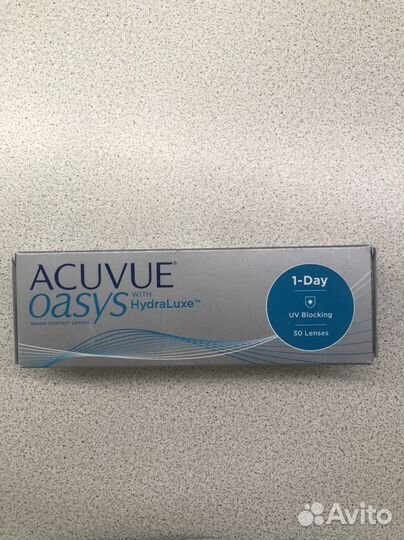 ACUVUE®
oasys WITH HydraLuxe™
BRAND CONTACT LENSES
1-Day
UV Blocking
30 Lenses
Avito